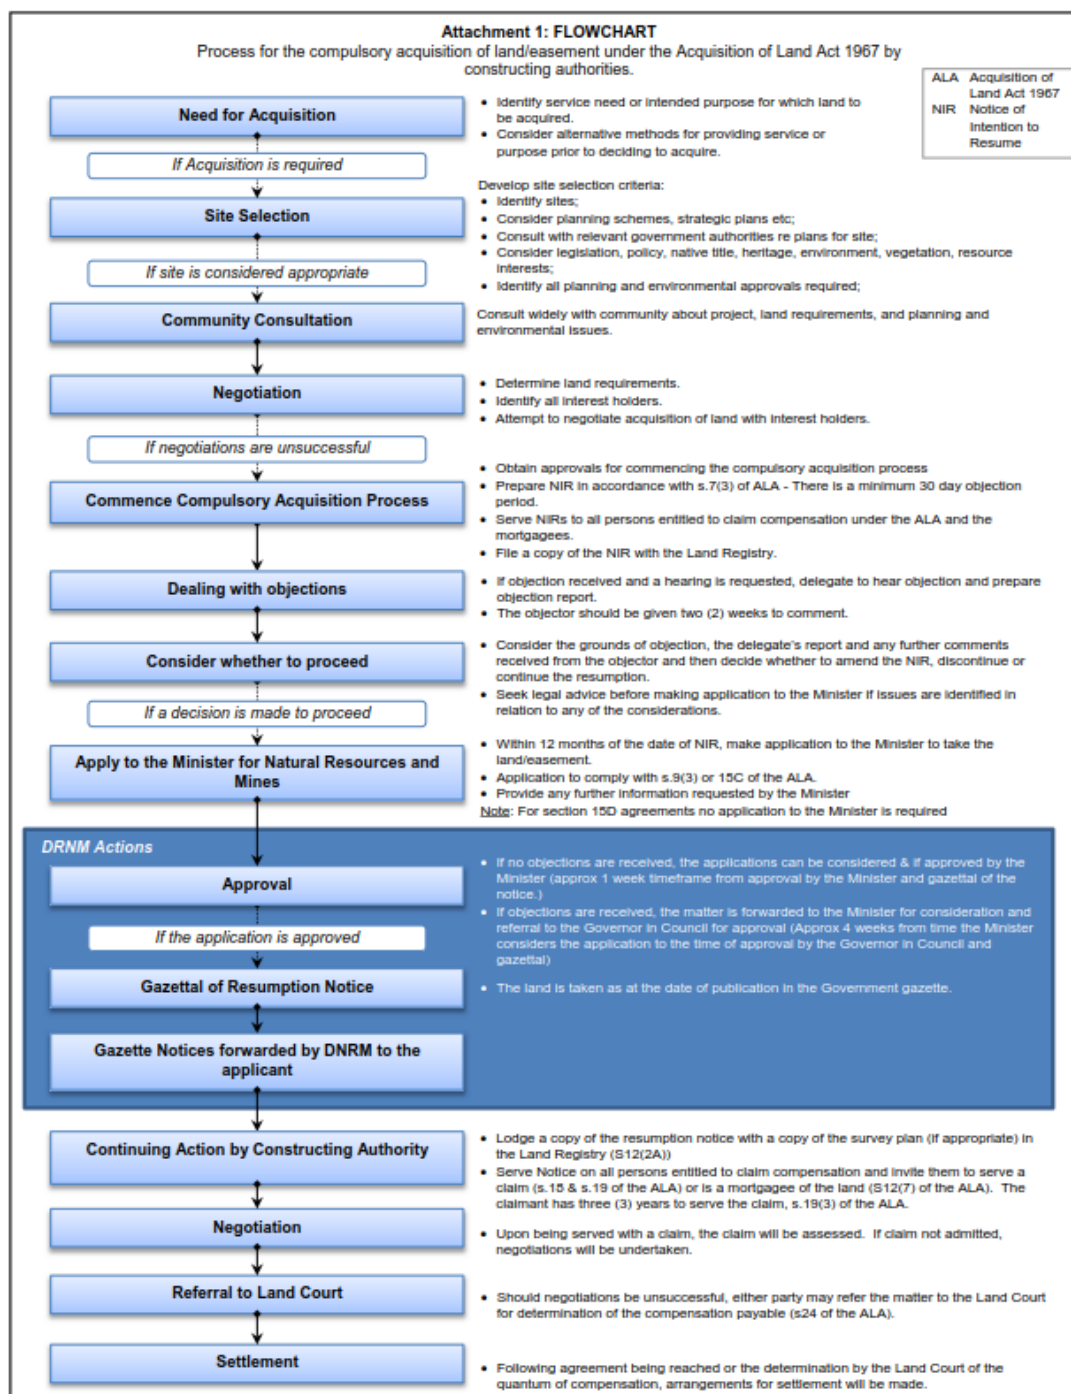 Attachment 1: FLOWCHART
Process for the compulsory acquisition of land/easement under the Acquisition of Land Act 1967 by
constructing authorities.
ALA Acquisition of
Land Act 1967
NIR Notice of
Intention to
Resume
Need for Acquisition
• Identify service need or intended purpose for which land to
be acquired.
• Consider alternative methods for providing service or
purpose prior to deciding to acquire.
If Acquisition is required
Site Selection
Develop site selection criteria:
• Identify sites;
• Consider planning schemes, strategic plans etc;
• Consult with relevant government authorities re plans for site;
• Consider legislation, policy, native title, heritage, environment, vegetation, resource
interests;
• Identify all planning and environmental approvals required;
If site is considered appropriate
Community Consultation
Consult widely with community about project, land requirements, and planning and
environmental issues.
Negotiation
• Determine land requirements.
• Identify all interest holders.
• Attempt to negotiate acquisition of land with interest holders.
If negotiations are unsuccessful
Commence Compulsory Acquisition Process
• Obtain approvals for commencing the compulsory acquisition process
• Prepare NIR in accordance with s.7(3) of ALA - There is a minimum 30 day objection
period.
• Serve NIRs to all persons entitled to claim compensation under the ALA and the
mortgagees.
• File a copy of the NIR with the Land Registry.
Dealing with objections
• If objection received and a hearing is requested, delegate to hear objection and prepare
objection report.
• The objector should be given two (2) weeks to comment.
Consider whether to proceed
• Consider the grounds of objection, the delegate's report and any further comments
received from the objector and then decide whether to amend the NIR, discontinue or
continue the resumption.
• Seek legal advice before making application to the Minister if issues are identified in
relation to any of the considerations.
If a decision is made to proceed
Apply to the Minister for Natural Resources and
Mines
• Within 12 months of the date of NIR, make application to the Minister to take the
land/easement.
• Application to comply with s.9(3) or 15C of the ALA.
• Provide any further information requested by the Minister
Note: For section 15D agreements no application to the Minister is required
DRNM Actions
Approval
• If no objections are received, the applications can be considered & if approved by the
Minister (approx 1 week timeframe from approval by the Minister and gazettal of the
notice.)
• If objections are received, the matter is forwarded to the Minister for consideration and
referral to the Governor in Council for approval (Approx 4 weeks from time the Minister
considers the application to the time of approval by the Governor in Council and
gazettal)
If the application is approved
Gazettal of Resumption Notice
• The land is taken as at the date of publication in the Government gazette.
Gazette Notices forwarded by DNRM to the
applicant
Continuing Action by Constructing Authority
• Lodge a copy of the resumption notice with a copy of the survey plan (if appropriate) in
the Land Registry (S12(2A))
• Serve Notice on all persons entitled to claim compensation and invite them to serve a
claim (s.18 & s.19 of the ALA) or is a mortgagee of the land (S12(7) of the ALA). The
claimant has three (3) years to serve the claim, s.19(3) of the ALA.
Negotiation
• Upon being served with a claim, the claim will be assessed. If claim not admitted,
negotiations will be undertaken.
Referral to Land Court
• Should negotiations be unsuccessful, either party may refer the matter to the Land Court
for determination of the compensation payable (s24 of the ALA).
Settlement
• Following agreement being reached or the determination by the Land Court of the
quantum of compensation, arrangements for settlement will be made.